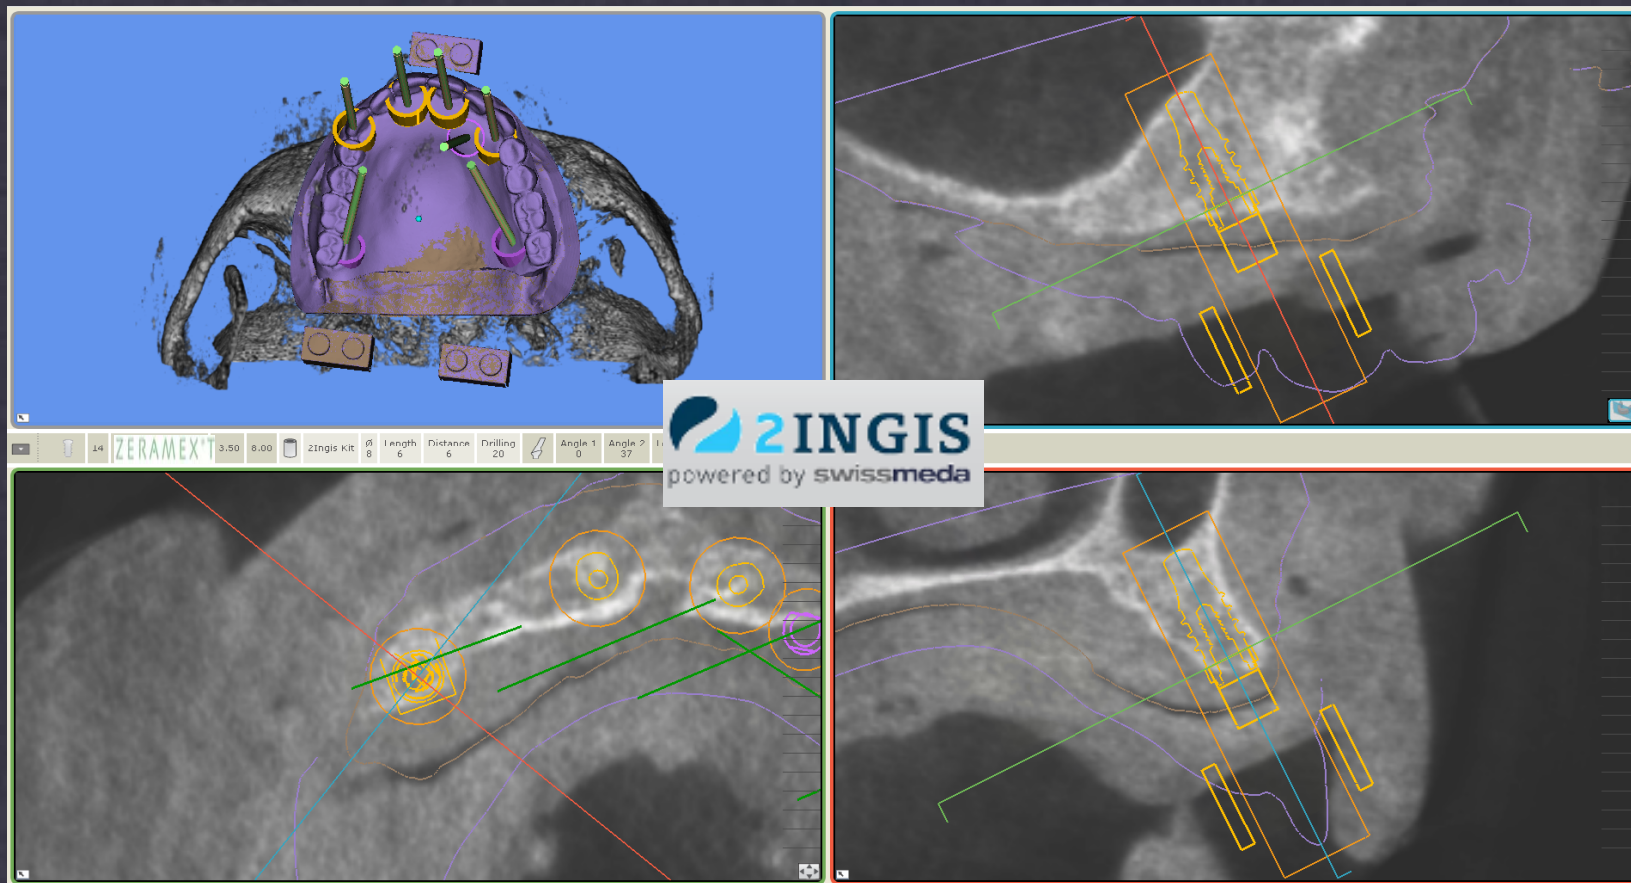 14 ZERAMEX'T 3.50 8.00 2Ingis Kit Ø 8 Length 6 Distance 6 Drilling 20 Angle 1 0 Angle 2 37
2INGIS
powered by swissmeda